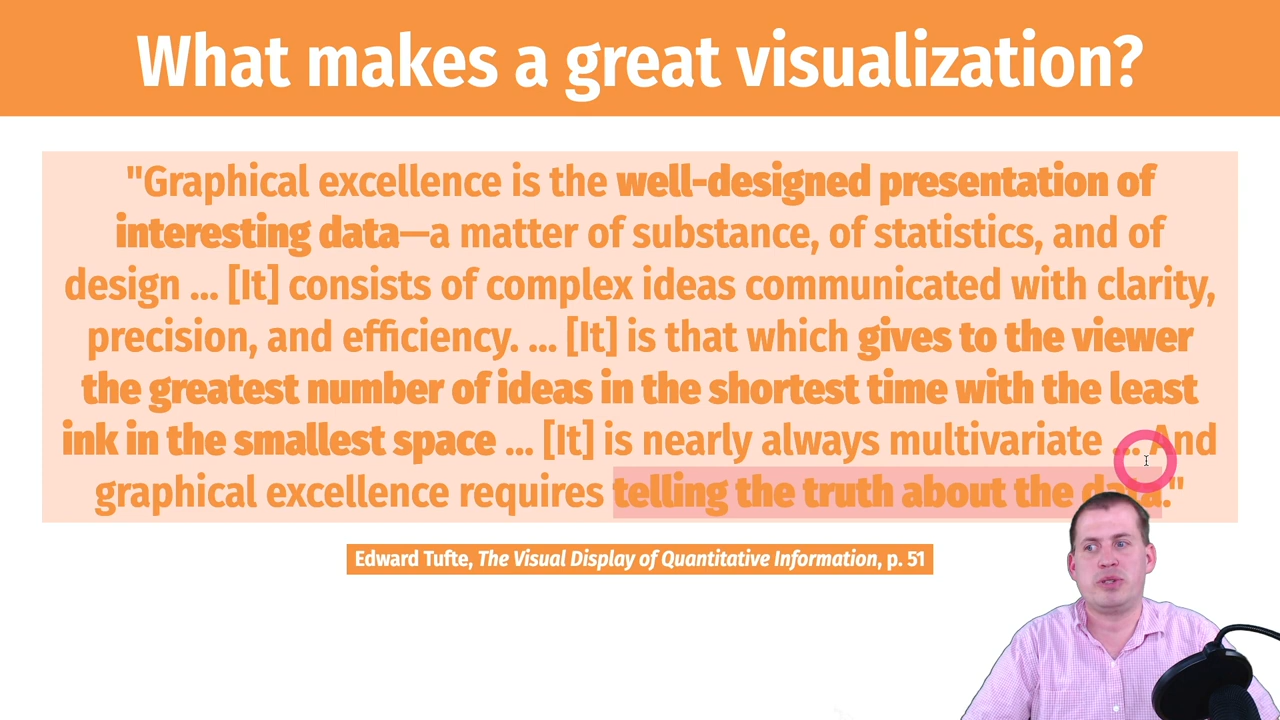 What makes a great visualization?
"Graphical excellence is the well-designed presentation of
interesting data—a matter of substance, of statistics, and of
design ... [It] consists of complex ideas communicated with clarity,
precision, and efficiency. ... [It] is that which gives to the viewer
the greatest number of ideas in the shortest time with the least
ink in the smallest space ... [It] is nearly always multivariate ... And
graphical excellence requires telling the truth about the data."
Edward Tufte, The Visual Display of Quantitative Information, p. 51